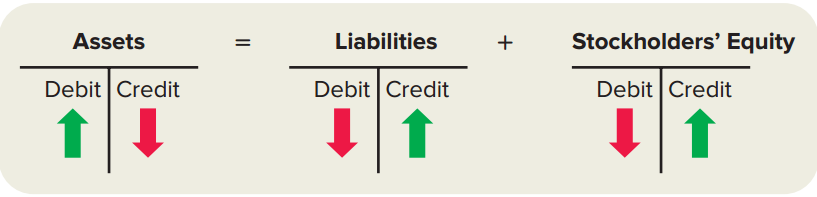 Assets = Liabilities + Stockholders’ Equity
Debit Credit Debit Credit Debit Credit